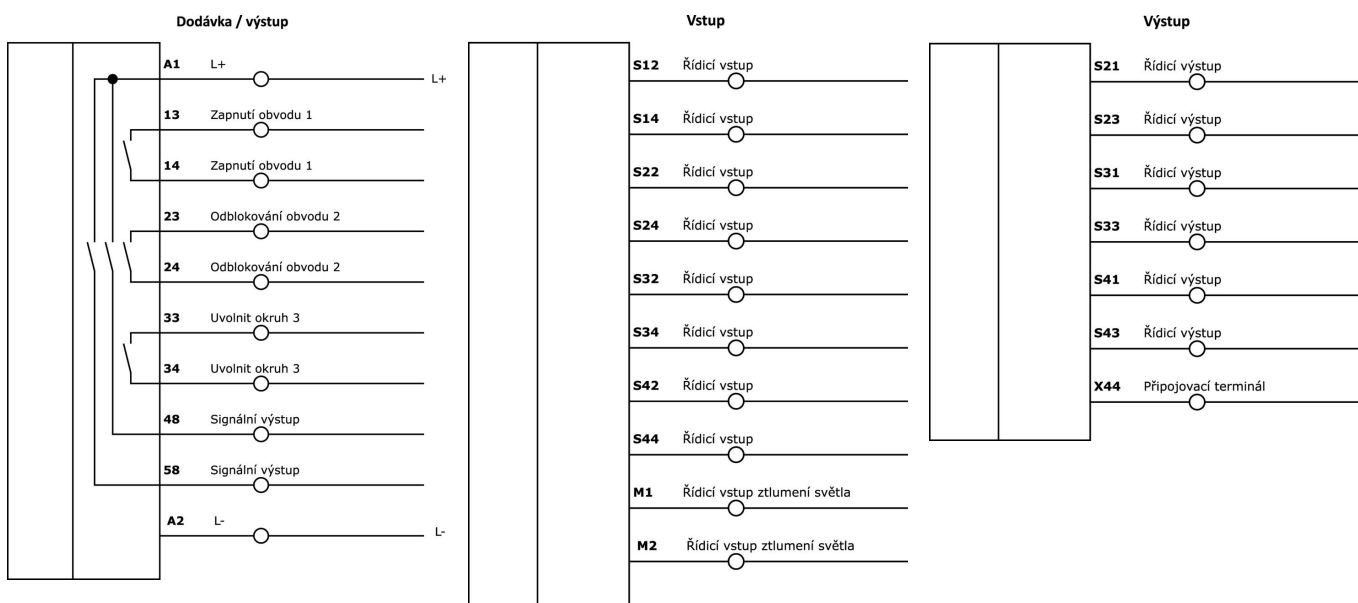 Dodávka / výstup
A1 L+ L+
13 Zapnutí obvodu 1
14 Zapnutí obvodu 1
23 Odblokování obvodu 2
24 Odblokování obvodu 2
33 Uvolnit okruh 3
34 Uvolnit okruh 3
48 Signální výstup
58 Signální výstup
A2 L- L-
Vstup
S12 Řídicí vstup
S14 Řídicí vstup
S22 Řídicí vstup
S24 Řídicí vstup
S32 Řídicí vstup
S34 Řídicí vstup
S42 Řídicí vstup
S44 Řídicí vstup
M1 Řídicí vstup ztlumení světla
M2 Řídicí vstup ztlumení světla
Výstup
S21 Řídicí výstup
S23 Řídicí výstup
S31 Řídicí výstup
S33 Řídicí výstup
S41 Řídicí výstup
S43 Řídicí výstup
X44 Připojovací terminál